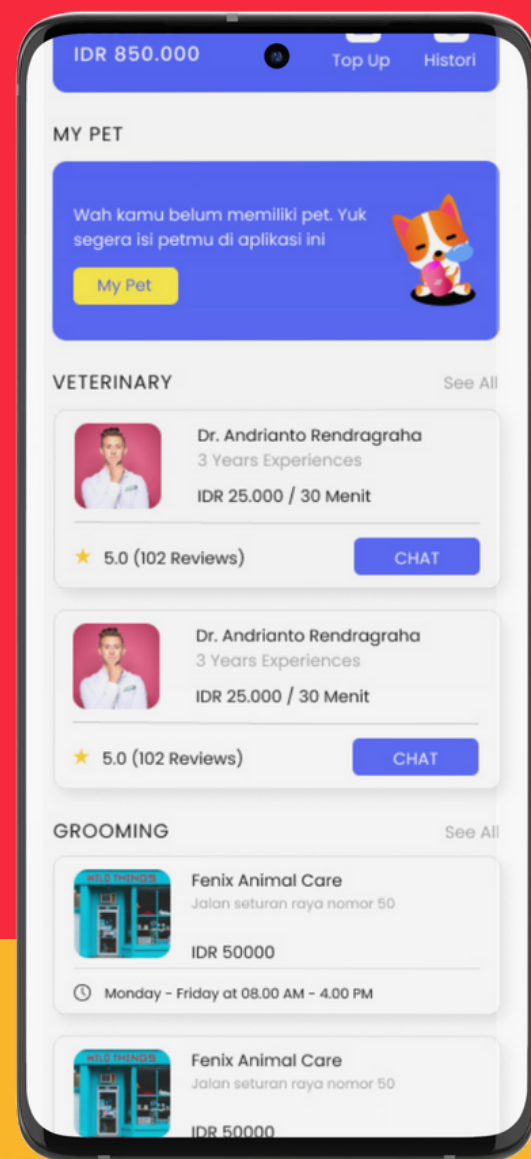 IDR 850.000
Top Up
Histori
MY PET
Wah kamu belum memiliki pet. Yuk
segera isi petmu di aplikasi ini
My Pet
VETERINARY
See All
Dr. Andrianto Rendragraha
3 Years Experiences
IDR 25.000 / 30 Menit
5.0 (102 Reviews)
CHAT
Dr. Andrianto Rendragraha
3 Years Experiences
IDR 25.000 / 30 Menit
5.0 (102 Reviews)
CHAT
GROOMING
See All
WILD THINGS
Fenix Animal Care
Jalan seturan raya nomor 50
IDR 50000
Monday - Friday at 08.00 AM - 4.00 PM
WILD THINGS
Fenix Animal Care
Jalan seturan raya nomor 50
IDR 50000